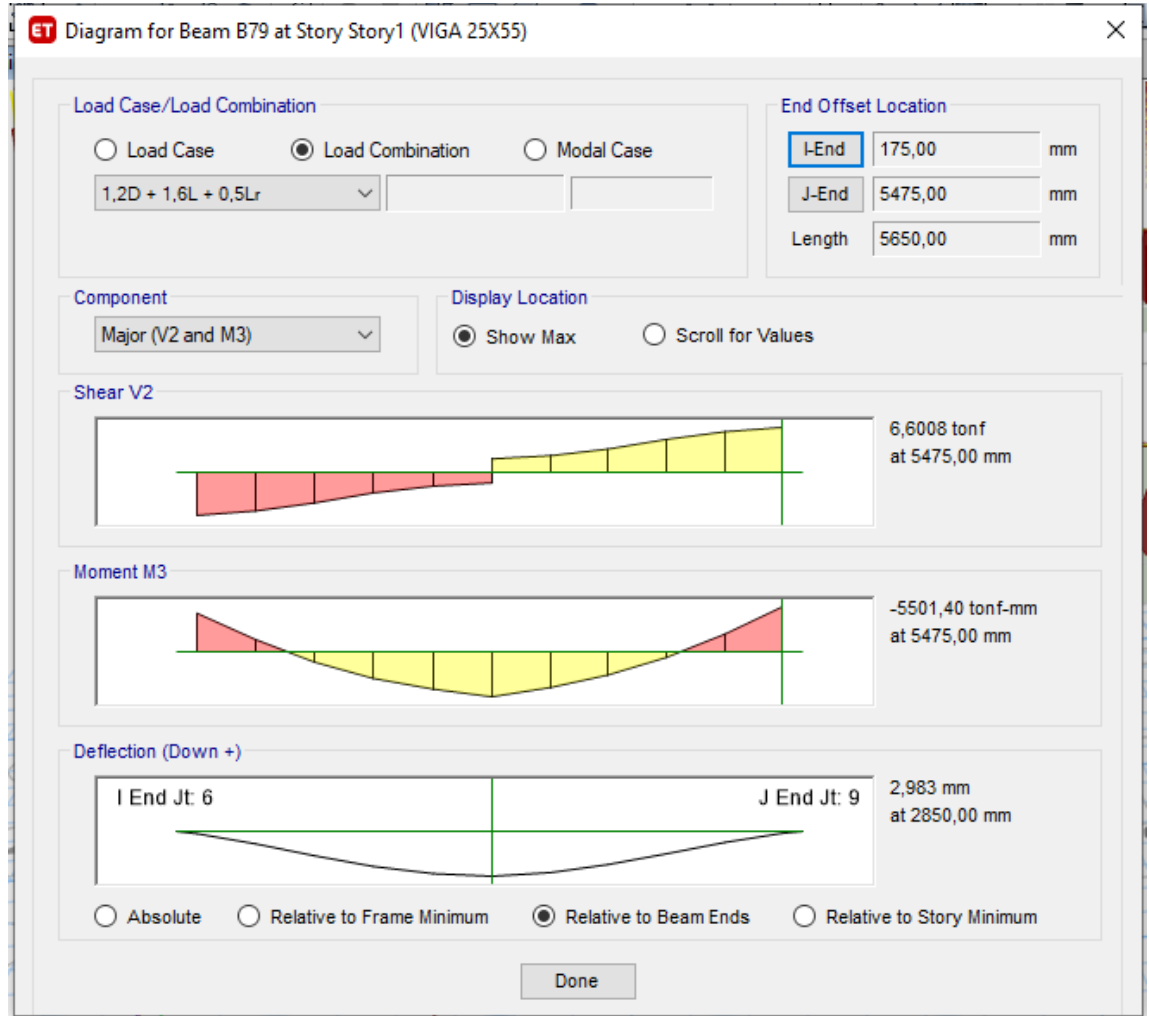 ET Diagram for Beam B79 at Story Story1 (VIGA 25X55)
Load Case/Load Combination
Load Case Load Combination Modal Case
1,2D + 1,6L + 0,5Lr
End Offset Location
I-End 175,00 mm
J-End 5475,00 mm
Length 5650,00 mm
Component
Major (V2 and M3)
Display Location
Show Max Scroll for Values
Shear V2
6,6008 tonf
at 5475,00 mm
Moment M3
-5501,40 tonf-mm
at 5475,00 mm
Deflection (Down +)
I End Jt: 6 J End Jt: 9
2,983 mm
at 2850,00 mm
Absolute Relative to Frame Minimum Relative to Beam Ends Relative to Story Minimum
Done